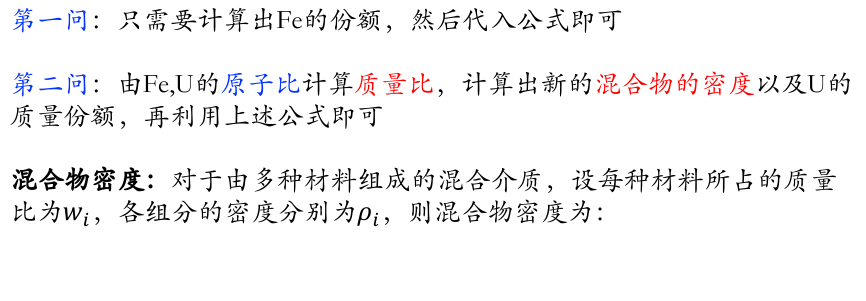 第一问：只需要计算出Fe的份额，然后代入公式即可
第二问：由Fe,U的原子比计算质量比，计算出新的混合物的密度以及U的
质量份额，再利用上述公式即可
混合物密度：对于由多种材料组成的混合介质，设每种材料所占的质量
比为𝑤𝑖，各组分的密度分别为𝜌𝑖，则混合物密度为：